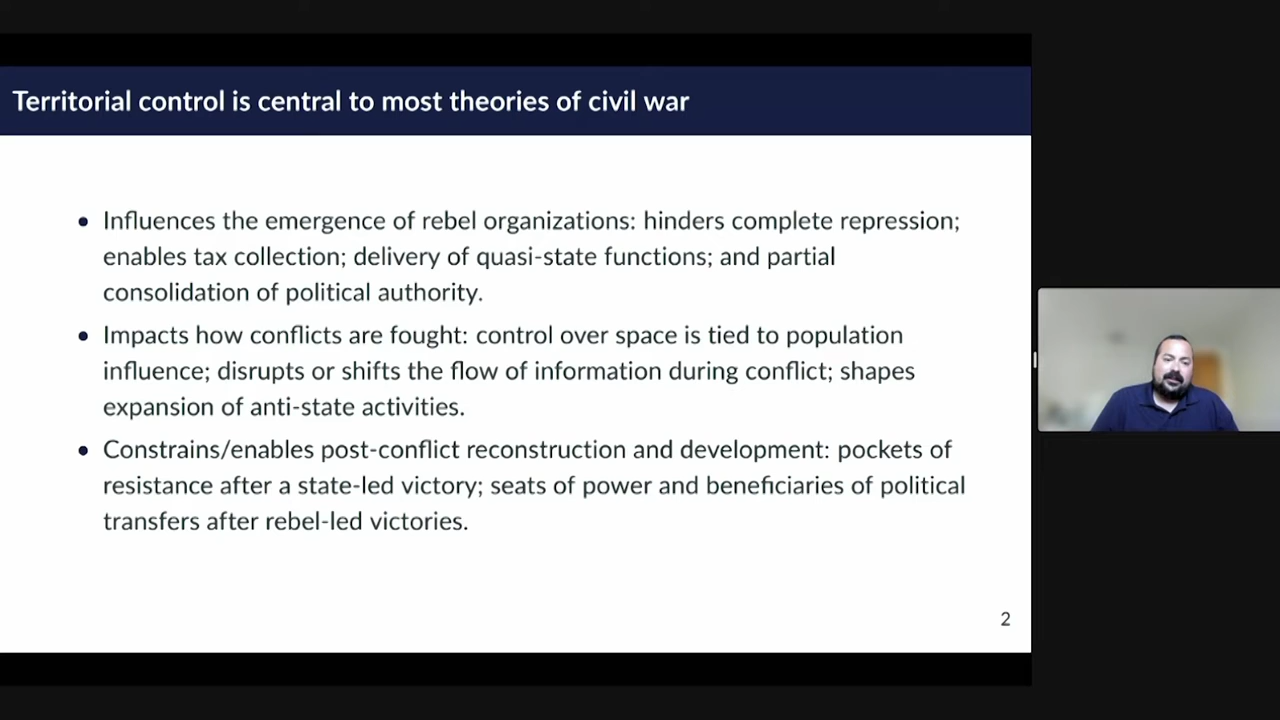 Territorial control is central to most theories of civil war
• Influences the emergence of rebel organizations: hinders complete repression;
enables tax collection; delivery of quasi-state functions; and partial
consolidation of political authority.
• Impacts how conflicts are fought: control over space is tied to population
influence; disrupts or shifts the flow of information during conflict; shapes
expansion of anti-state activities.
• Constrains/enables post-conflict reconstruction and development: pockets of
resistance after a state-led victory; seats of power and beneficiaries of political
transfers after rebel-led victories.
2